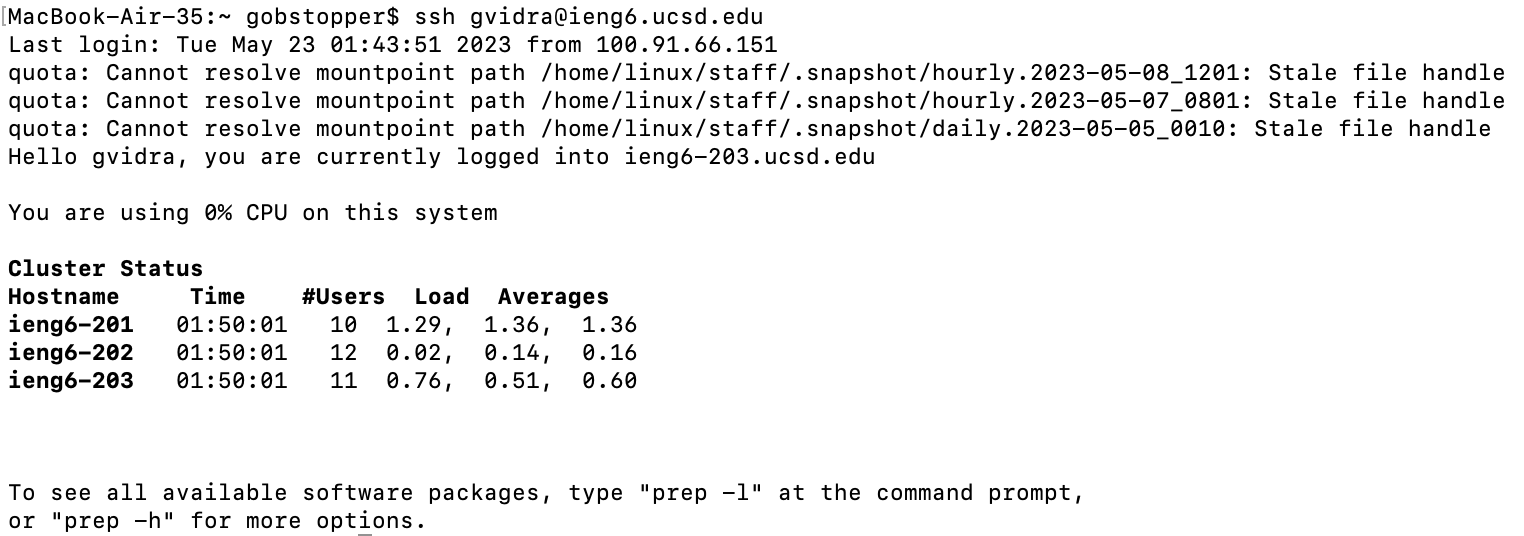 [MacBook-Air-35:~ gobstopper$ ssh gvidra@ieng6.ucsd.edu
Last login: Tue May 23 01:43:51 2023 from 100.91.66.151
quota: Cannot resolve mountpoint path /home/linux/staff/.snapshot/hourly.2023-05-08_1201: Stale file handle
quota: Cannot resolve mountpoint path /home/linux/staff/.snapshot/hourly.2023-05-07_0801: Stale file handle
quota: Cannot resolve mountpoint path /home/linux/staff/.snapshot/daily.2023-05-05_0010: Stale file handle
Hello gvidra, you are currently logged into ieng6-203.ucsd.edu
You are using 0% CPU on this system
Cluster Status
Hostname Time #Users Load Averages
ieng6-201 01:50:01 10 1.29, 1.36, 1.36
ieng6-202 01:50:01 12 0.02, 0.14, 0.16
ieng6-203 01:50:01 11 0.76, 0.51, 0.60
To see all available software packages, type "prep -l" at the command prompt,
or "prep -h" for more options.